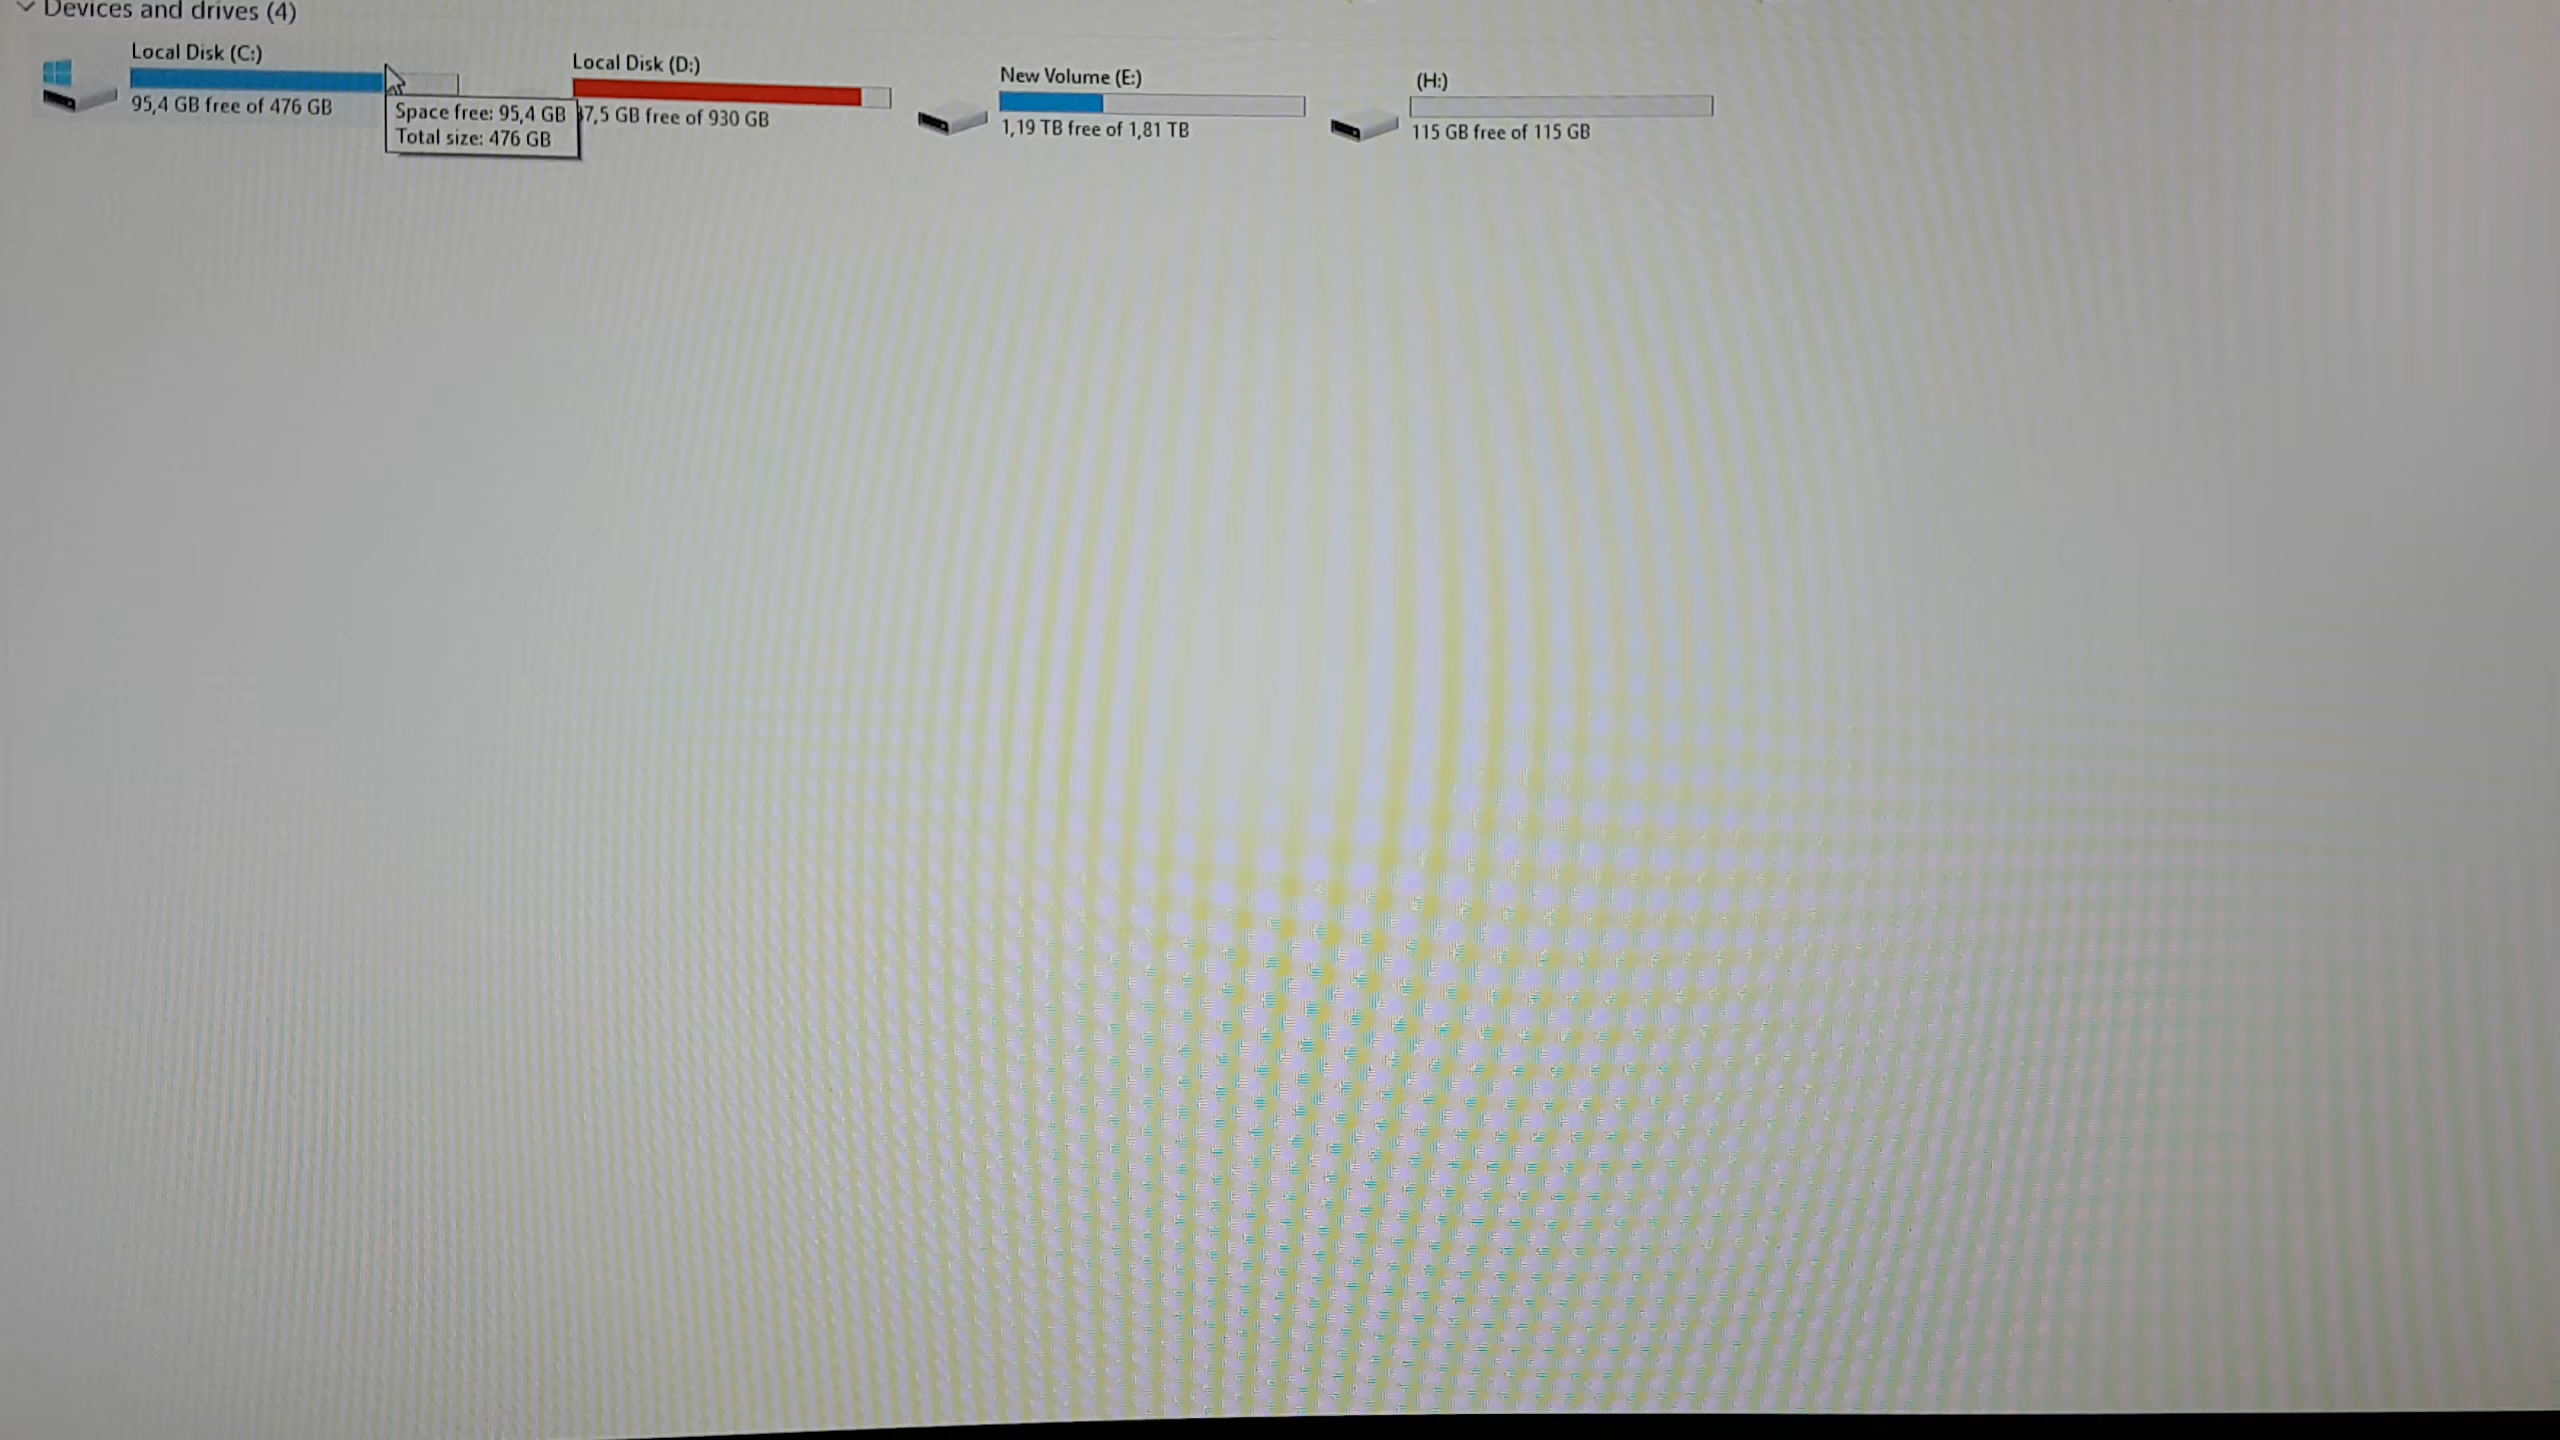 Devices and drives (4)
Local Disk (C:)
95,4 GB free of 476 GB
Space free: 95,4 GB
Total size: 476 GB
Local Disk (D:)
7,5 GB free of 930 GB
New Volume (E:)
1,19 TB free of 1,81 TB
(H:)
115 GB free of 115 GB